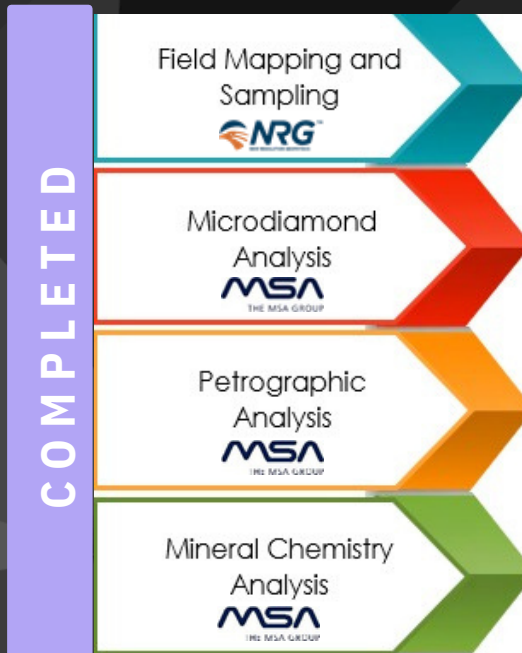 COMPLETED
Field Mapping and
Sampling
NRG™
Microdiamond
Analysis
MSA
THE MSA GROUP
Petrographic
Analysis
MSA
THE MSA GROUP
Mineral Chemistry
Analysis
MSA
THE MSA GROUP